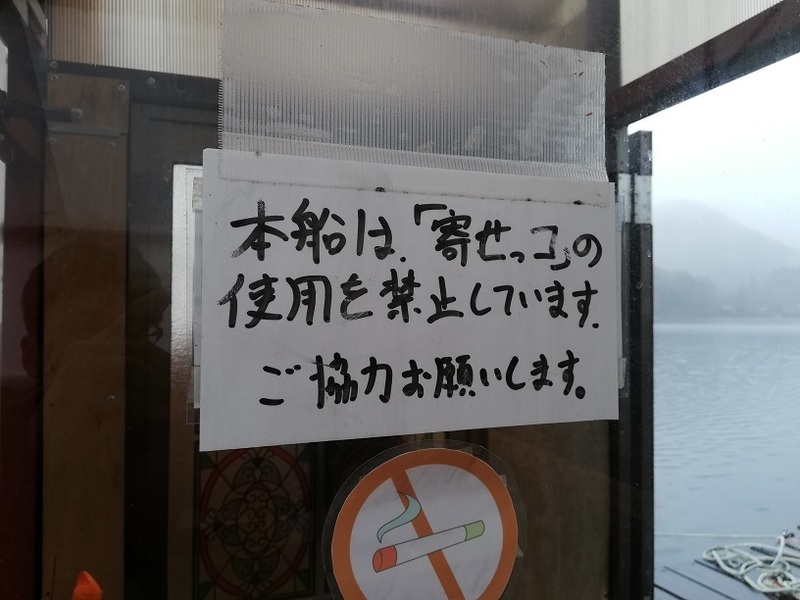 本船は、「寄せっコ」の
使用を禁止しています。
ご協力お願いします。